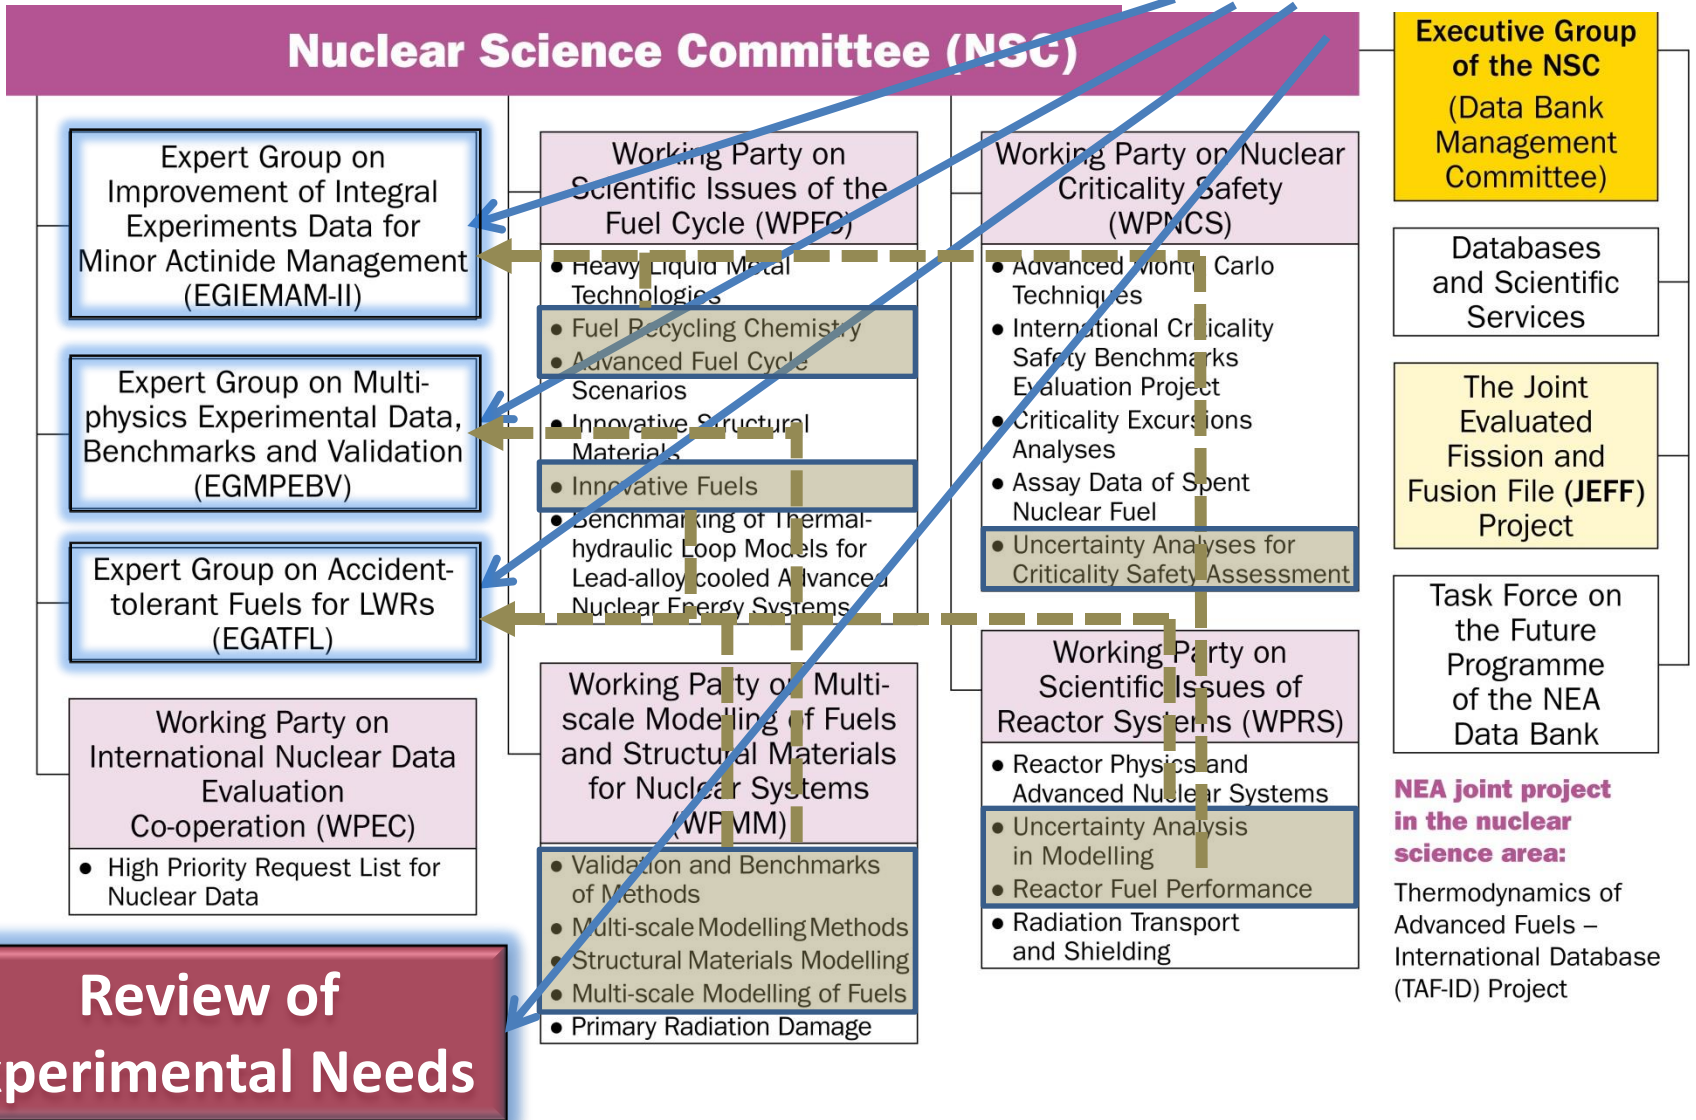 Nuclear Science Committee (NSC)
Expert Group on
Improvement of Integral
Experiments Data for
Minor Actinide Management
(EGIEMAM-II)
Expert Group on Multi-
physics Experimental Data,
Benchmarks and Validation
(EGMPEBV)
Expert Group on Accident-
tolerant Fuels for LWRs
(EGATFL)
Working Party on
International Nuclear Data
Evaluation
Co-operation (WPEC)
● High Priority Request List for
Nuclear Data
Review of
xperimental Needs
Working Party on
Scientific Issues of the
Fuel Cycle (WPFC)
● Heavy Liquid Metal
Technologies
● Fuel Recycling Chemistry
● Advanced Fuel Cycle
Scenarios
● Innovative Structural
Materials
● Innovative Fuels
● Benchmarking of Thermal-
hydraulic Loop Models for
Lead-alloy cooled Advanced
Nuclear Energy Systems
Working Party on Multi-
scale Modelling of Fuels
and Structural Materials
for Nuclear Systems
(WPMM)
● Validation and Benchmarks
of Methods
● Multi-scale Modelling Methods
● Structural Materials Modelling
● Multi-scale Modelling of Fuels
● Primary Radiation Damage
Working Party on Nuclear
Criticality Safety
(WPNCS)
● Advanced Monte Carlo
Techniques
● International Criticality
Safety Benchmarks
Evaluation Project
● Criticality Excursions
Analyses
● Assay Data of Spent
Nuclear Fuel
● Uncertainty Analyses for
Criticality Safety Assessment
Working Party on
Scientific Issues of
Reactor Systems (WPRS)
● Reactor Physics and
Advanced Nuclear Systems
● Uncertainty Analysis
in Modelling
● Reactor Fuel Performance
● Radiation Transport
and Shielding
Executive Group
of the NSC
(Data Bank
Management
Committee)
Databases
and Scientific
Services
The Joint
Evaluated
Fission and
Fusion File (JEFF)
Project
Task Force on
the Future
Programme
of the NEA
Data Bank
NEA joint project
in the nuclear
science area:
Thermodynamics of
Advanced Fuels –
International Database
(TAF-ID) Project